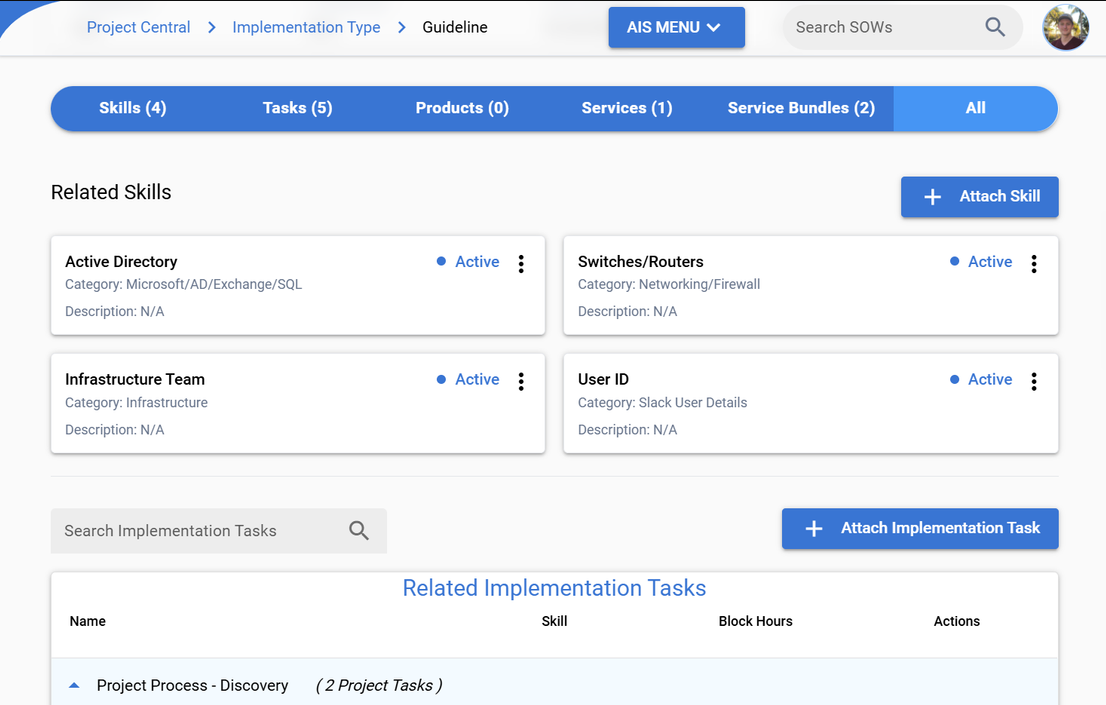 Project Central > Implementation Type > Guideline
AIS MENU
Search SOWs
Skills (4)
Tasks (5)
Products (0)
Services (1)
Service Bundles (2)
All
Related Skills
+ Attach Skill
Active Directory
Active
Category: Microsoft/AD/Exchange/SQL
Description: N/A
Switches/Routers
Active
Category: Networking/Firewall
Description: N/A
Infrastructure Team
Active
Category: Infrastructure
Description: N/A
User ID
Active
Category: Slack User Details
Description: N/A
Search Implementation Tasks
+ Attach Implementation Task
Related Implementation Tasks
Name
Skill
Block Hours
Actions
Project Process - Discovery ( 2 Project Tasks )